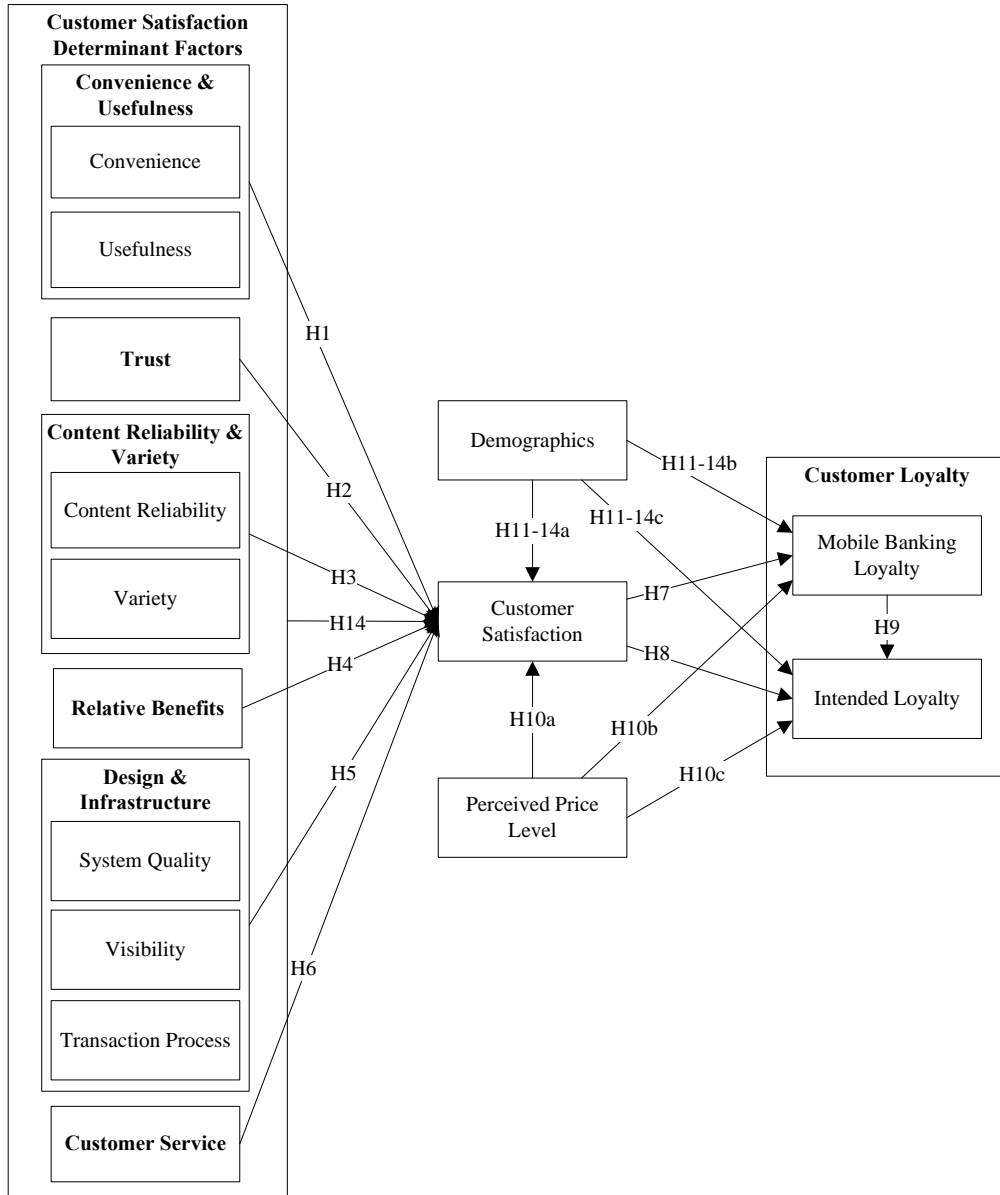 Customer Satisfaction
Determinant Factors
Convenience &
Usefulness
Convenience
Usefulness
Trust
Content Reliability &
Variety
Content Reliability
Variety
Relative Benefits
Design &
Infrastructure
System Quality
Visibility
Transaction Process
Customer Service
H1
H2
H3
H14
H4
H5
H6
Demographics
H11-14a
H11-14b
H11-14c
Customer
Satisfaction
H7
H8
H10a
H10b
H10c
Perceived Price
Level
Customer Loyalty
Mobile Banking
Loyalty
H9
Intended Loyalty